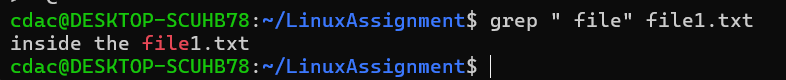 cdac@DESKTOP-SCUHB78:~/LinuxAssignment$ grep " file" file1.txt
inside the file1.txt
cdac@DESKTOP-SCUHB78:~/LinuxAssignment$